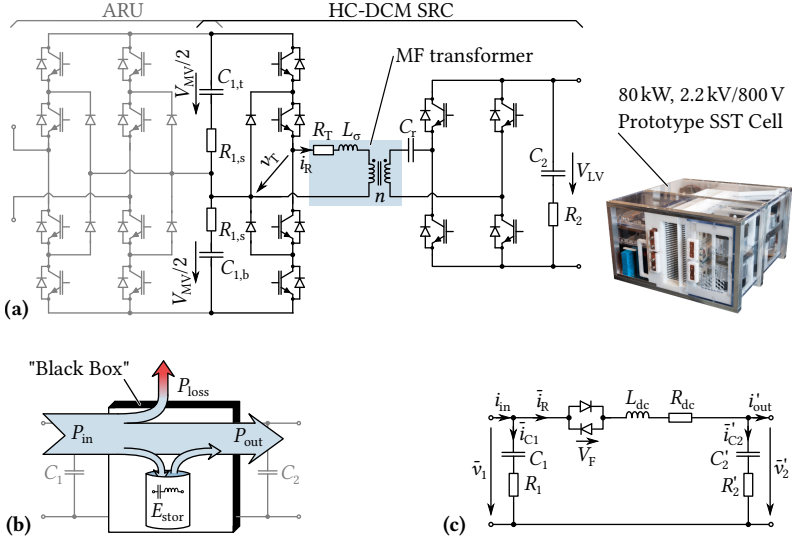 ARU
HC-DCM SRC
V_MV/2
C_1,t
R_1,s
R_1,s
V_MV/2
C_1,b
v_T
i_R
R_T
L_σ
n
C_r
MF transformer
C_2
V_LV
R_2
80 kW, 2.2 kV/800 V
Prototype SST Cell
(a)
"Black Box"
P_loss
P_in
P_out
C_1
C_2
E_stor
(b)
i_in
ī_R
L_dc
R_dc
i'_out
ī_C1
V_F
ī'_C2
v̄_1
C_1
R_1
C_2'
R_2'
v̄_2'
(c)